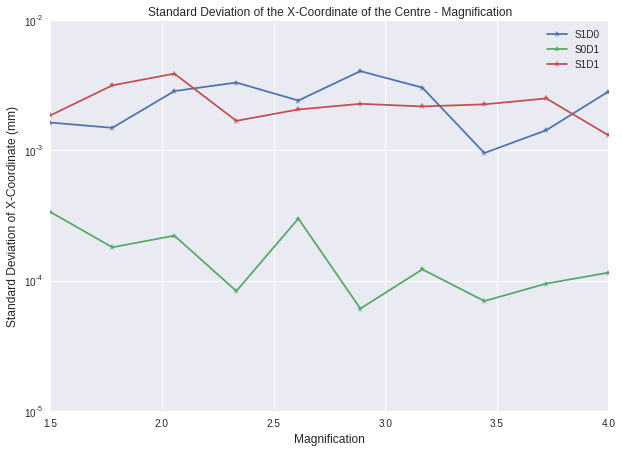 Standard Deviation of the X-Coordinate of the Centre - Magnification
S1D0
S0D1
S1D1
10^-2
10^-3
10^-4
10^-5
Standard Deviation of X-Coordinate (mm)
1.5 2.0 2.5 3.0 3.5 4.0
Magnification